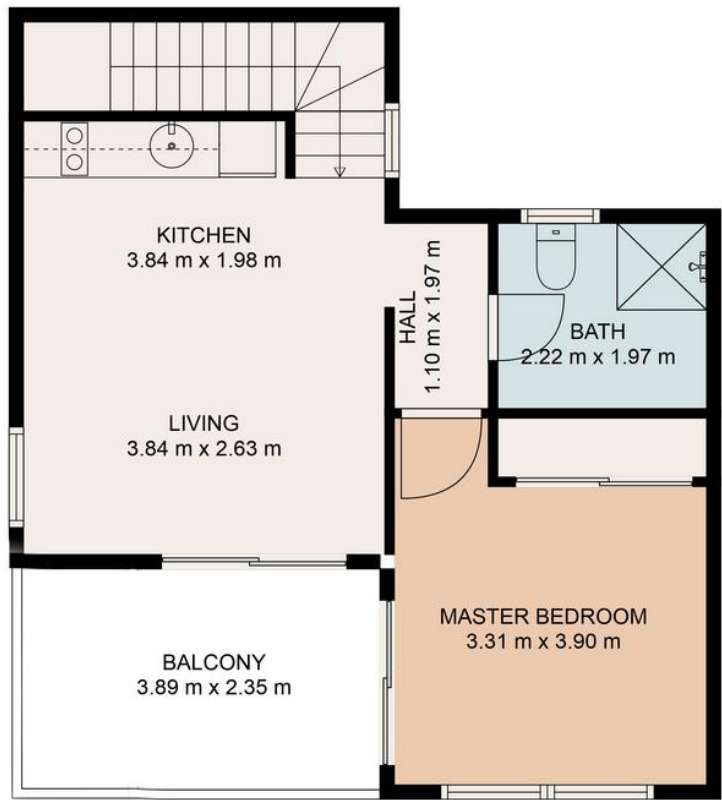 KITCHEN
3.84 m x 1.98 m
HALL
1.10 m x 1.97 m
BATH
2.22 m x 1.97 m
LIVING
3.84 m x 2.63 m
MASTER BEDROOM
3.31 m x 3.90 m
BALCONY
3.89 m x 2.35 m